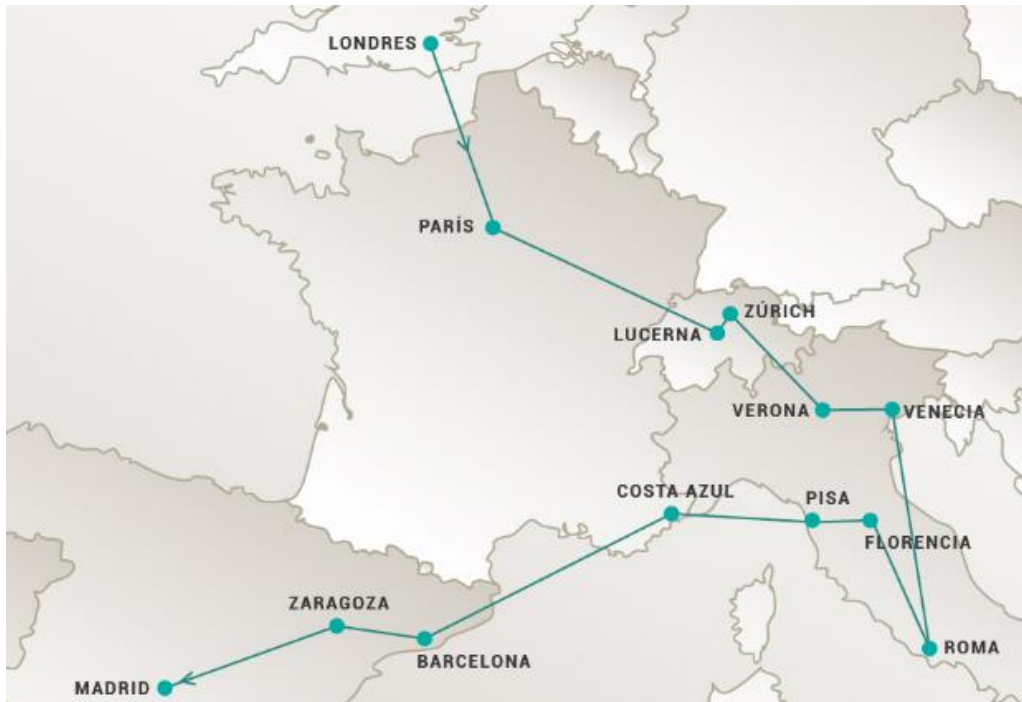 LONDRES
PARÍS
ZÚRICH
LUCERNA
VERONA
VENECIA
COSTA AZUL
PISA
FLORENCIA
ZARAGOZA
ROMA
BARCELONA
MADRID